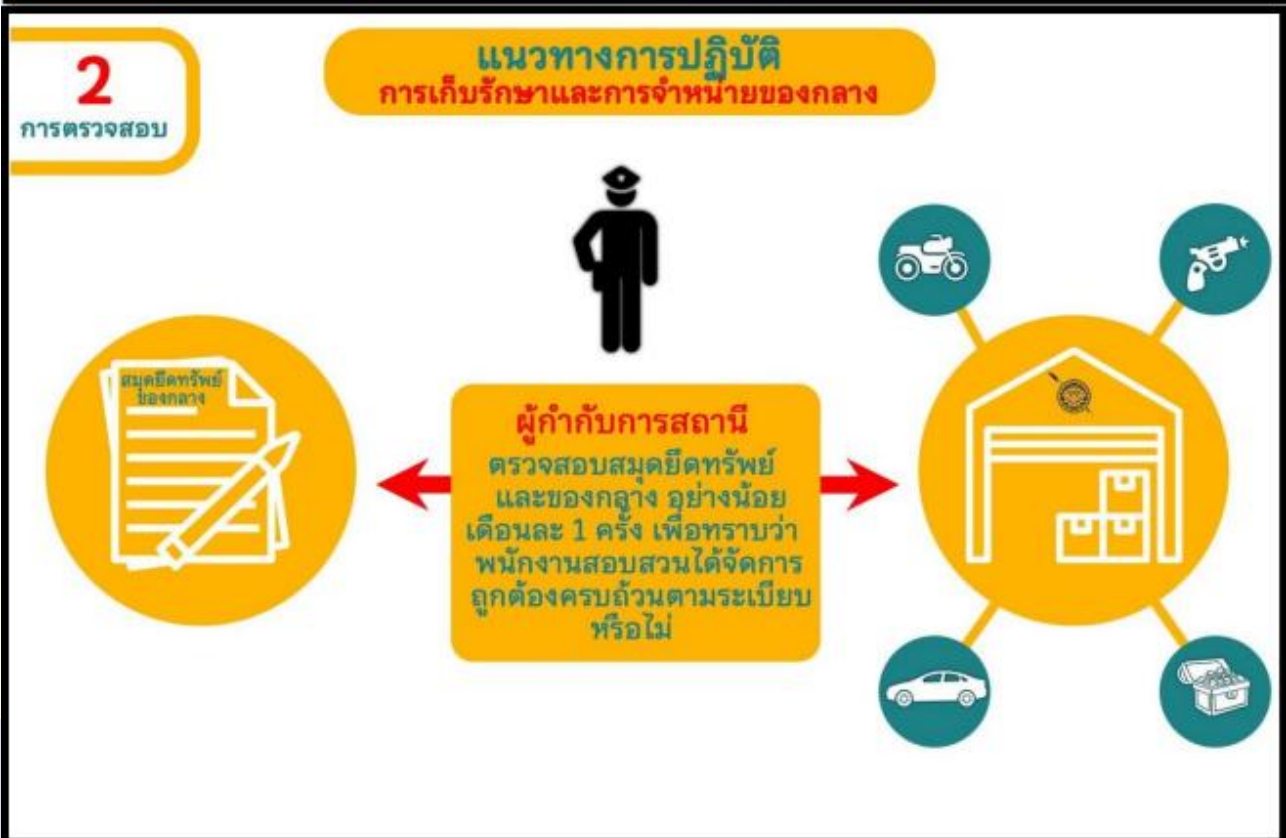 2
การตรวจสอบ
แนวทางการปฏิบัติ
การเก็บรักษาและการจำหน่ายของกลาง
สมุดยึดทรัพย์
ของกลาง
ผู้กำกับการสถานี
ตรวจสอบสมุดยึดทรัพย์
และของกลาง อย่างน้อย
เดือนละ 1 ครั้ง เพื่อทราบว่า
พนักงานสอบสวนได้จัดการ
ถูกต้องครบถ้วนตามระเบียบ
หรือไม่